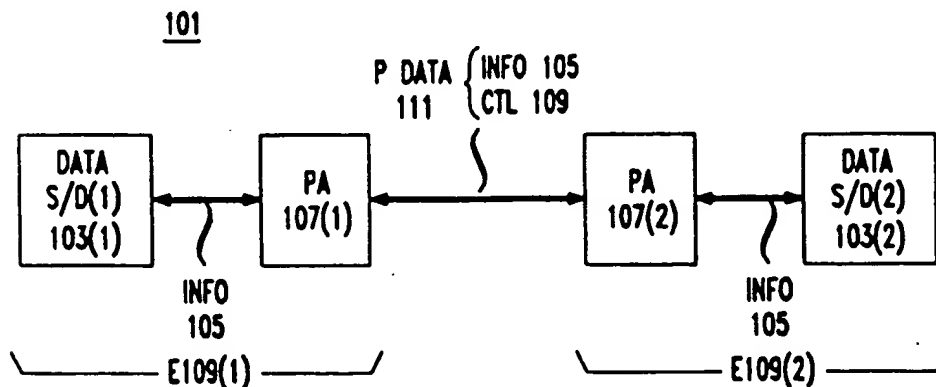 101
P DATA
111
INFO 105
CTL 109
DATA
S/D(1)
103(1)
PA
107(1)
PA
107(2)
DATA
S/D(2)
103(2)
INFO
105
INFO
105
E109(1)
E109(2)